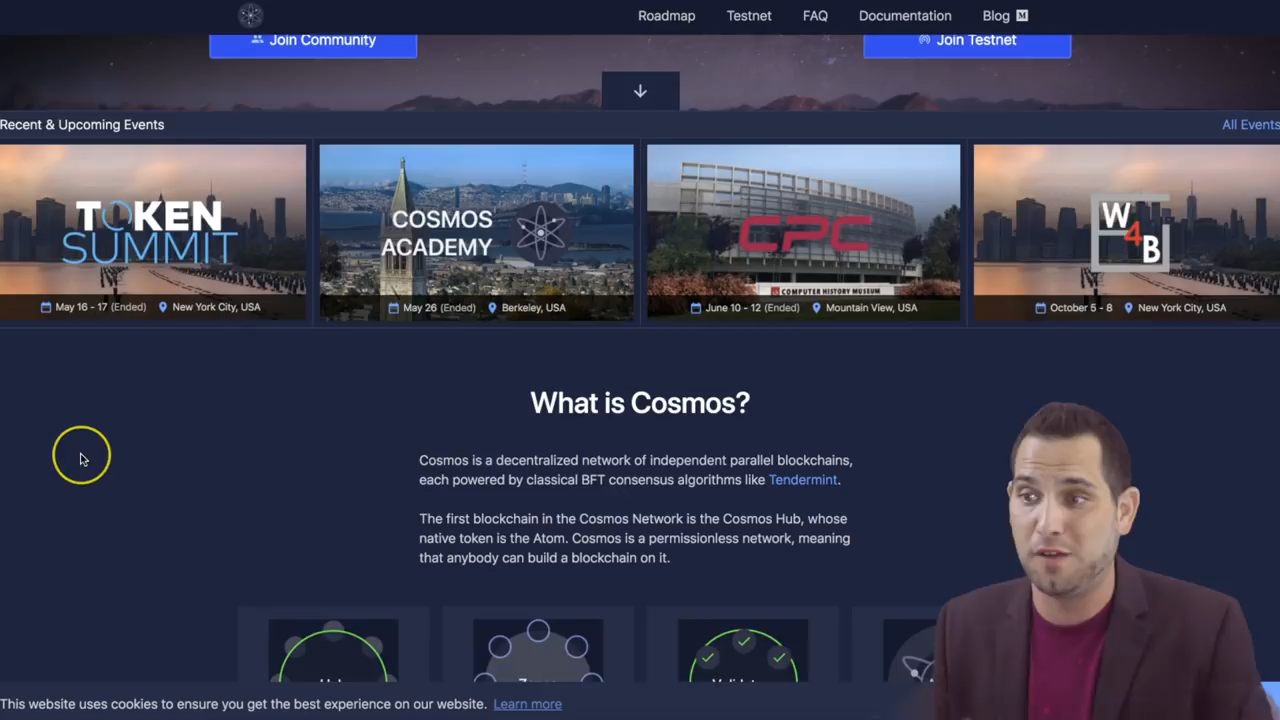 Roadmap Testnet FAQ Documentation Blog M
Join Community Join Testnet
Recent & Upcoming Events All Events
TOKEN
SUMMIT
May 16 - 17 (Ended) New York City, USA
COSMOS
ACADEMY
May 26 (Ended) Berkeley, USA
CPC
COMPUTER HISTORY MUSEUM
June 10 - 12 (Ended) Mountain View, USA
W4B
October 5 - 8 New York City, USA
What is Cosmos?
Cosmos is a decentralized network of independent parallel blockchains,
each powered by classical BFT consensus algorithms like Tendermint.
The first blockchain in the Cosmos Network is the Cosmos Hub, whose
native token is the Atom. Cosmos is a permissionless network, meaning
that anybody can build a blockchain on it.
This website uses cookies to ensure you get the best experience on our website. Learn more